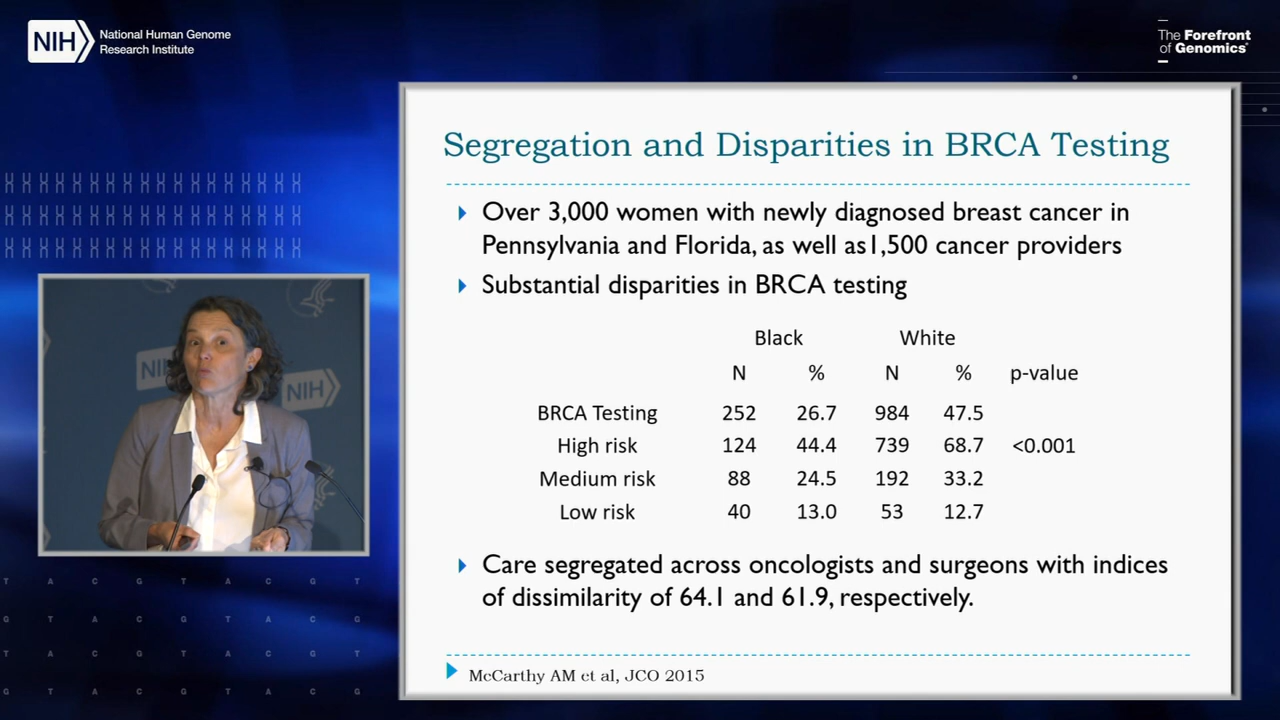 NIH
National Human Genome
Research Institute
The Forefront
of Genomics®
Segregation and Disparities in BRCA Testing
Over 3,000 women with newly diagnosed breast cancer in
Pennsylvania and Florida, as well as1,500 cancer providers
Substantial disparities in BRCA testing
Black White
N % N % p-value
BRCA Testing 252 26.7 984 47.5
High risk 124 44.4 739 68.7 <0.001
Medium risk 88 24.5 192 33.2
Low risk 40 13.0 53 12.7
Care segregated across oncologists and surgeons with indices
of dissimilarity of 64.1 and 61.9, respectively.
McCarthy AM et al, JCO 2015
NIH
NIH
T A C G T A C G T
G T A C G T A C G
T A C G T A C G T
G T A C G T A C G